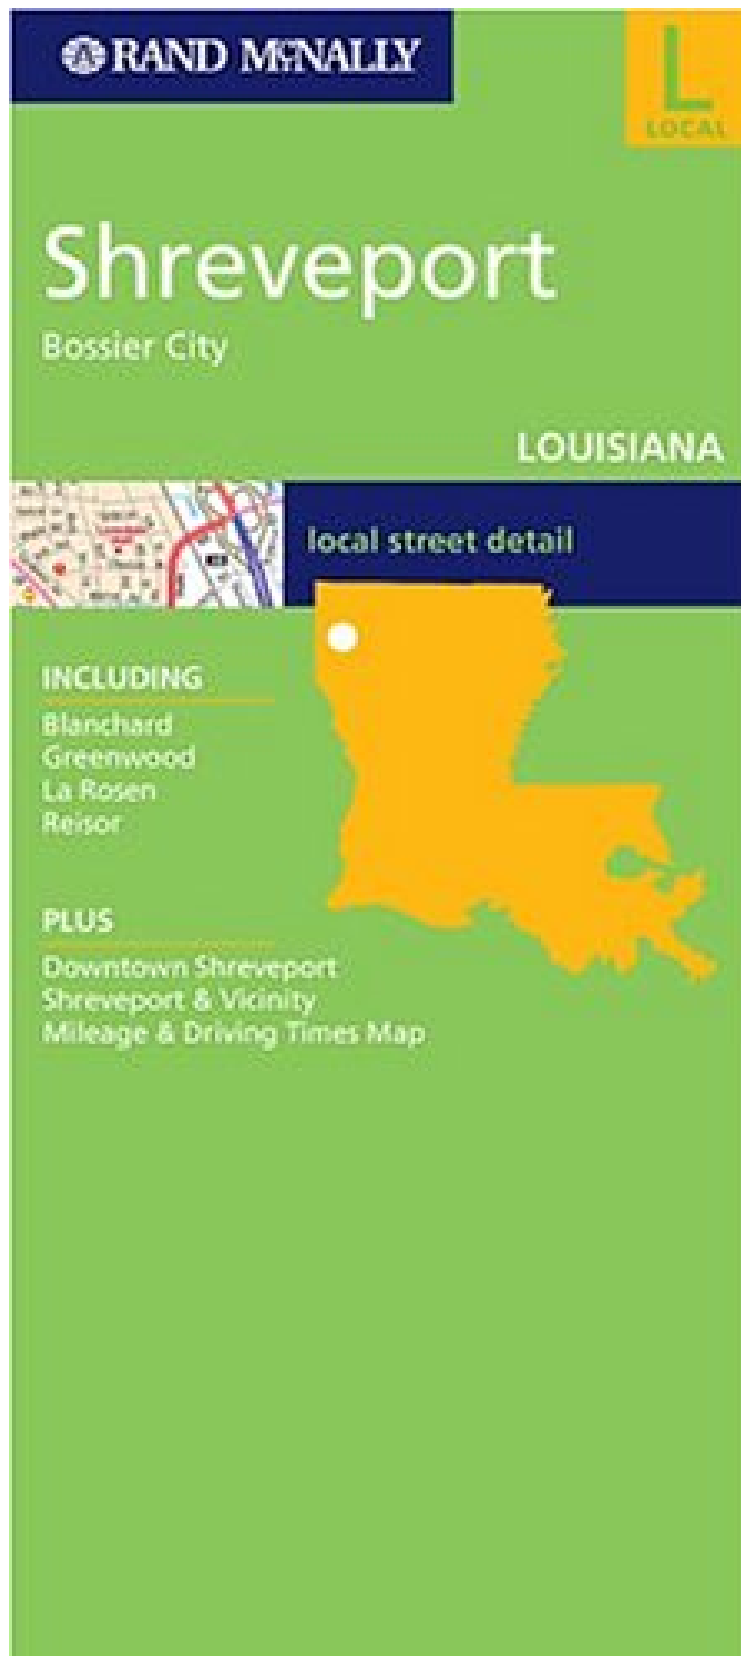 RAND McNALLY
L
LOCAL
Shreveport
Bossier City
LOUISIANA
local street detail
INCLUDING
Blanchard
Greenwood
La Rosen
Reisor
PLUS
Downtown Shreveport
Shreveport & Vicinity
Mileage & Driving Times Map